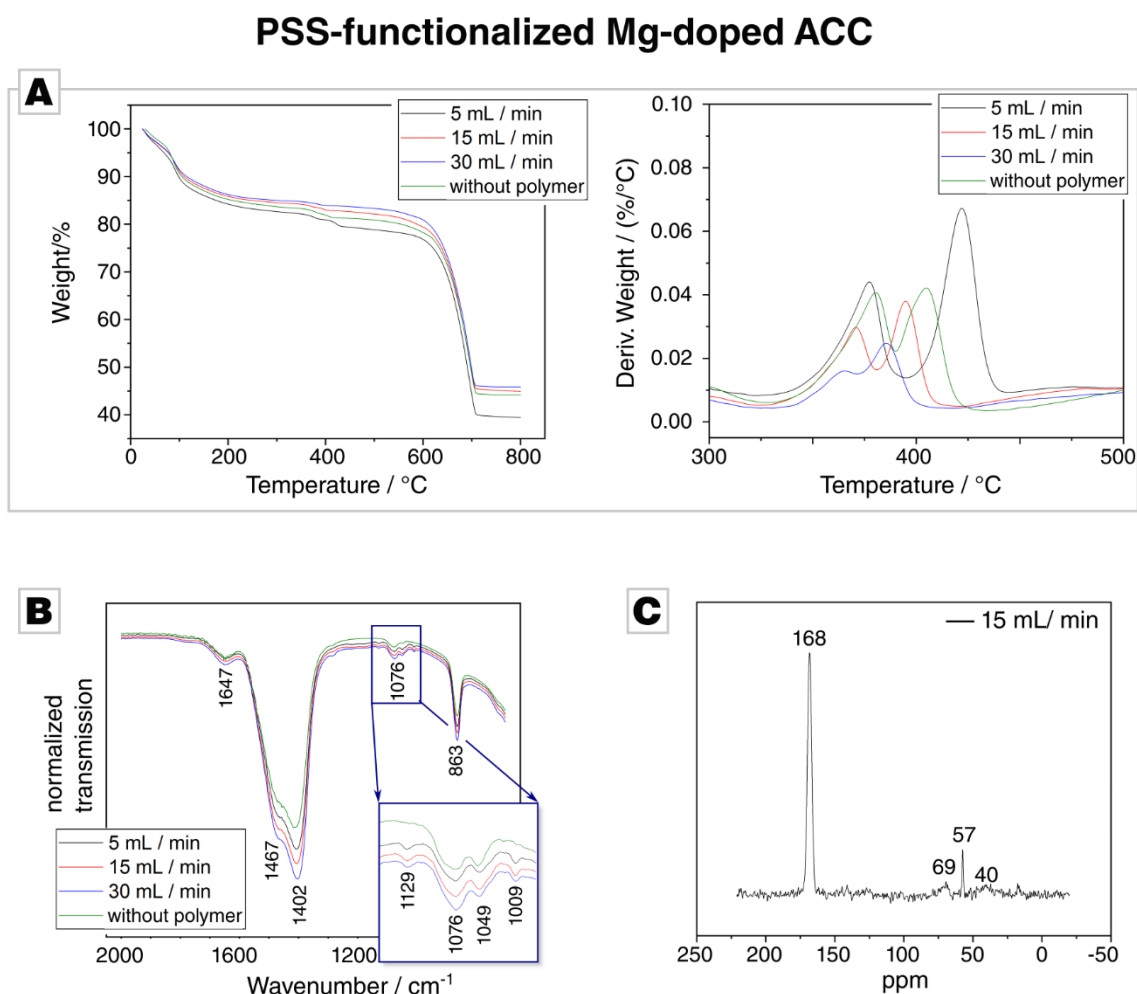 PSS-functionalized Mg-doped ACC
A
5 mL / min
15 mL / min
30 mL / min
without polymer
100
90
80
70
60
50
40
Weight/%
0
200
400
600
800
Temperature / °C
5 mL / min
15 mL / min
30 mL / min
without polymer
0.10
0.08
0.06
0.04
0.02
0.00
Deriv. Weight / (%/°C)
300
400
500
Temperature / °C
B
normalized
transmission
1647
1467
1402
1076
863
5 mL / min
15 mL / min
30 mL / min
without polymer
1129
1076
1049
1009
2000
1600
1200
Wavenumber / cm⁻¹
C
15 mL/ min
168
69
57
40
250
200
150
100
50
0
-50
ppm